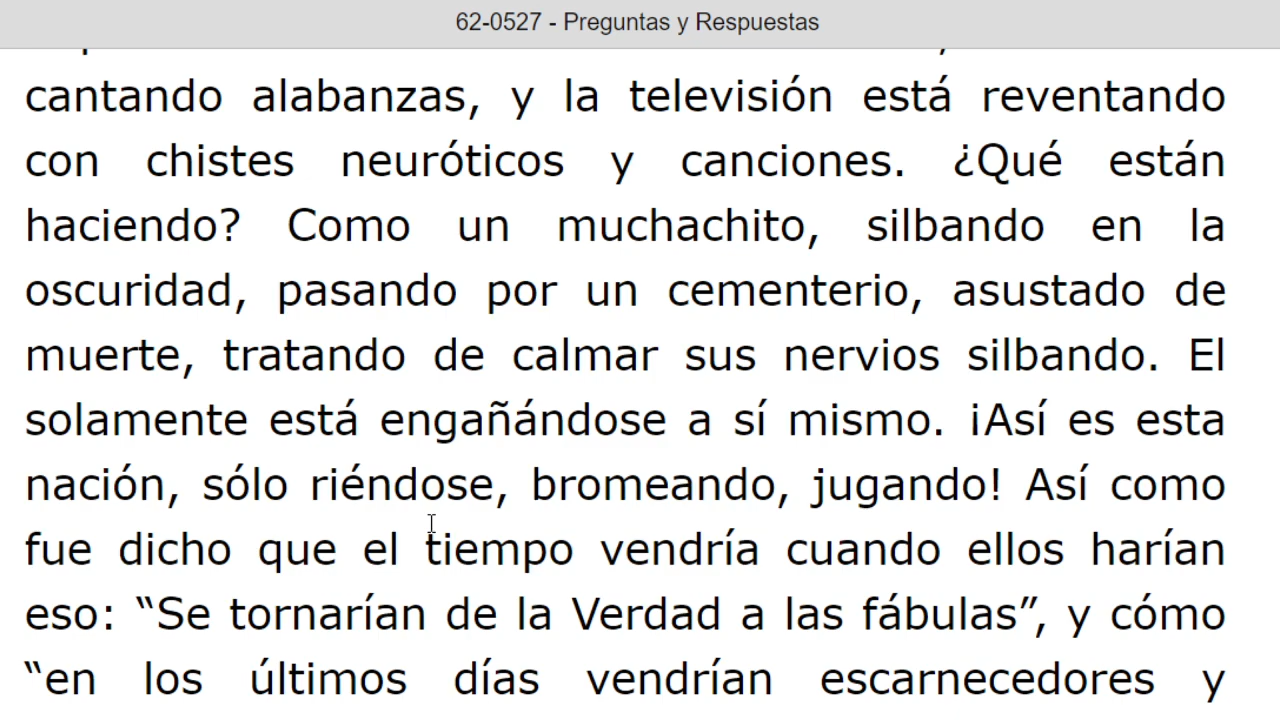 62-0527 - Preguntas y Respuestas
cantando alabanzas, y la televisión está reventando
con chistes neuróticos y canciones. ¿Qué están
haciendo? Como un muchachito, silbando en la
oscuridad, pasando por un cementerio, asustado de
muerte, tratando de calmar sus nervios silbando. El
solamente está engañándose a sí mismo. ¡Así es esta
nación, sólo riéndose, bromeando, jugando! Así como
fue dicho que el tiempo vendría cuando ellos harían
eso: “Se tornarían de la Verdad a las fábulas”, y cómo
“en los últimos días vendrían escarnecedores y